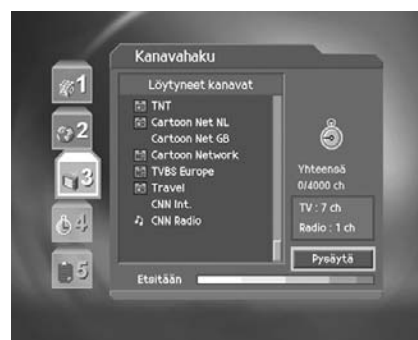 Kanavahaku
Löytyneet kanavat
TNT
Cartoon Net NL
Cartoon Net GB
Cartoon Network
TVBS Europe
Travel
CNN Int.
CNN Radio
1
2
3
4
5
Yhteensä
0/4000 ch
TV : 7 ch
Radio : 1 ch
Pysäytä
Etsitään